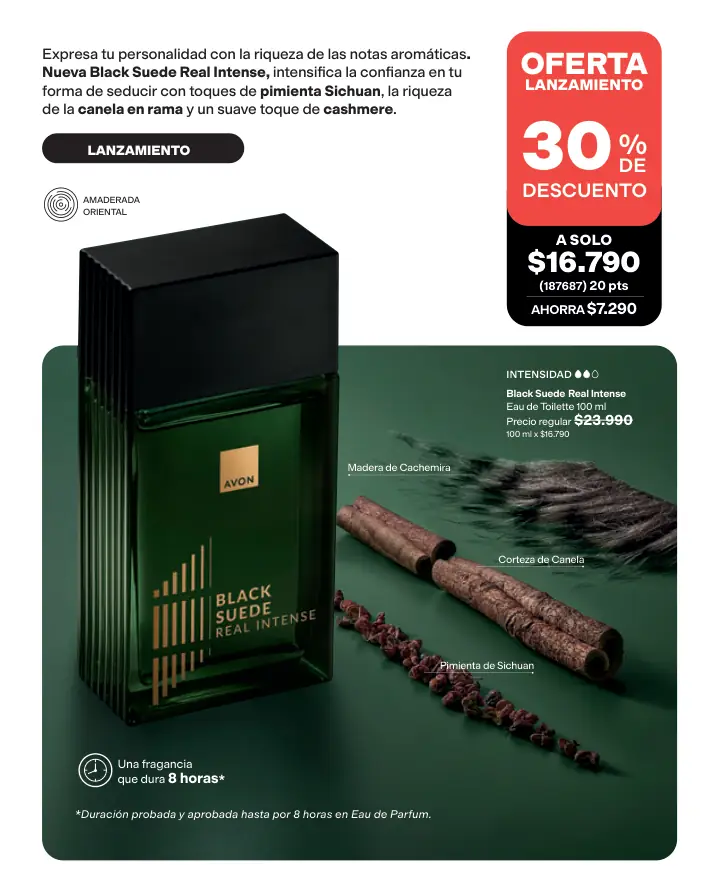 Expresa tu personalidad con la riqueza de las notas aromáticas.
Nueva Black Suede Real Intense, intensifica la confianza en tu
forma de seducir con toques de pimienta Sichuan, la riqueza
de la canela en rama y un suave toque de cashmere.
LANZAMIENTO
AMADERADA
ORIENTAL
OFERTA
LANZAMIENTO
30%
DE
DESCUENTO
A SOLO
$16.790
(187687) 20 pts
AHORRA $7.290
INTENSIDAD
Black Suede Real Intense
Eau de Toilette 100 ml
Precio regular $23.990
100 ml x $16.790
Madera de Cachemira
Corteza de Canela
Pimienta de Sichuan
AVON
BLACK
SUEDE
REAL INTENSE
Una fragancia
que dura 8 horas*
*Duración probada y aprobada hasta por 8 horas en Eau de Parfum.